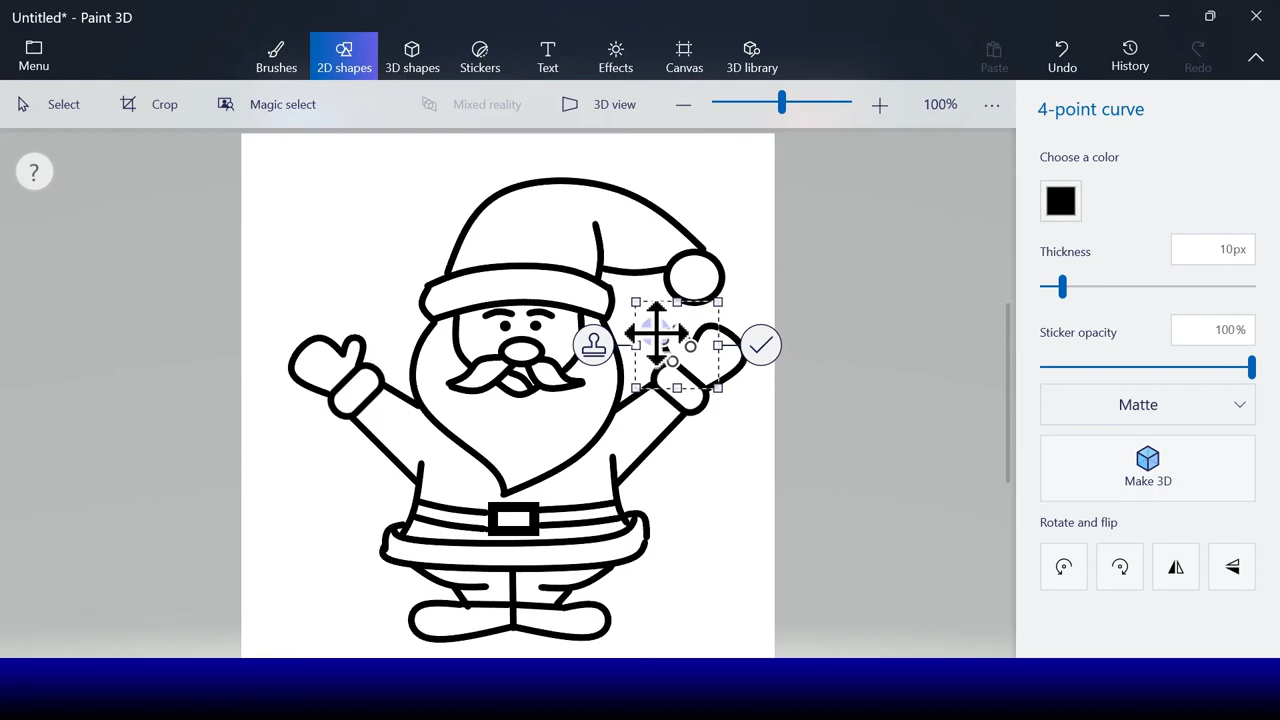 Untitled* - Paint 3D
Menu
Brushes
2D shapes
3D shapes
Stickers
Text
Effects
Canvas
3D library
Paste
Undo
History
Redo
Select
Crop
Magic select
Mixed reality
3D view
100%
?
4-point curve
Choose a color
Thickness
10px
Sticker opacity
100%
Matte
Make 3D
Rotate and flip